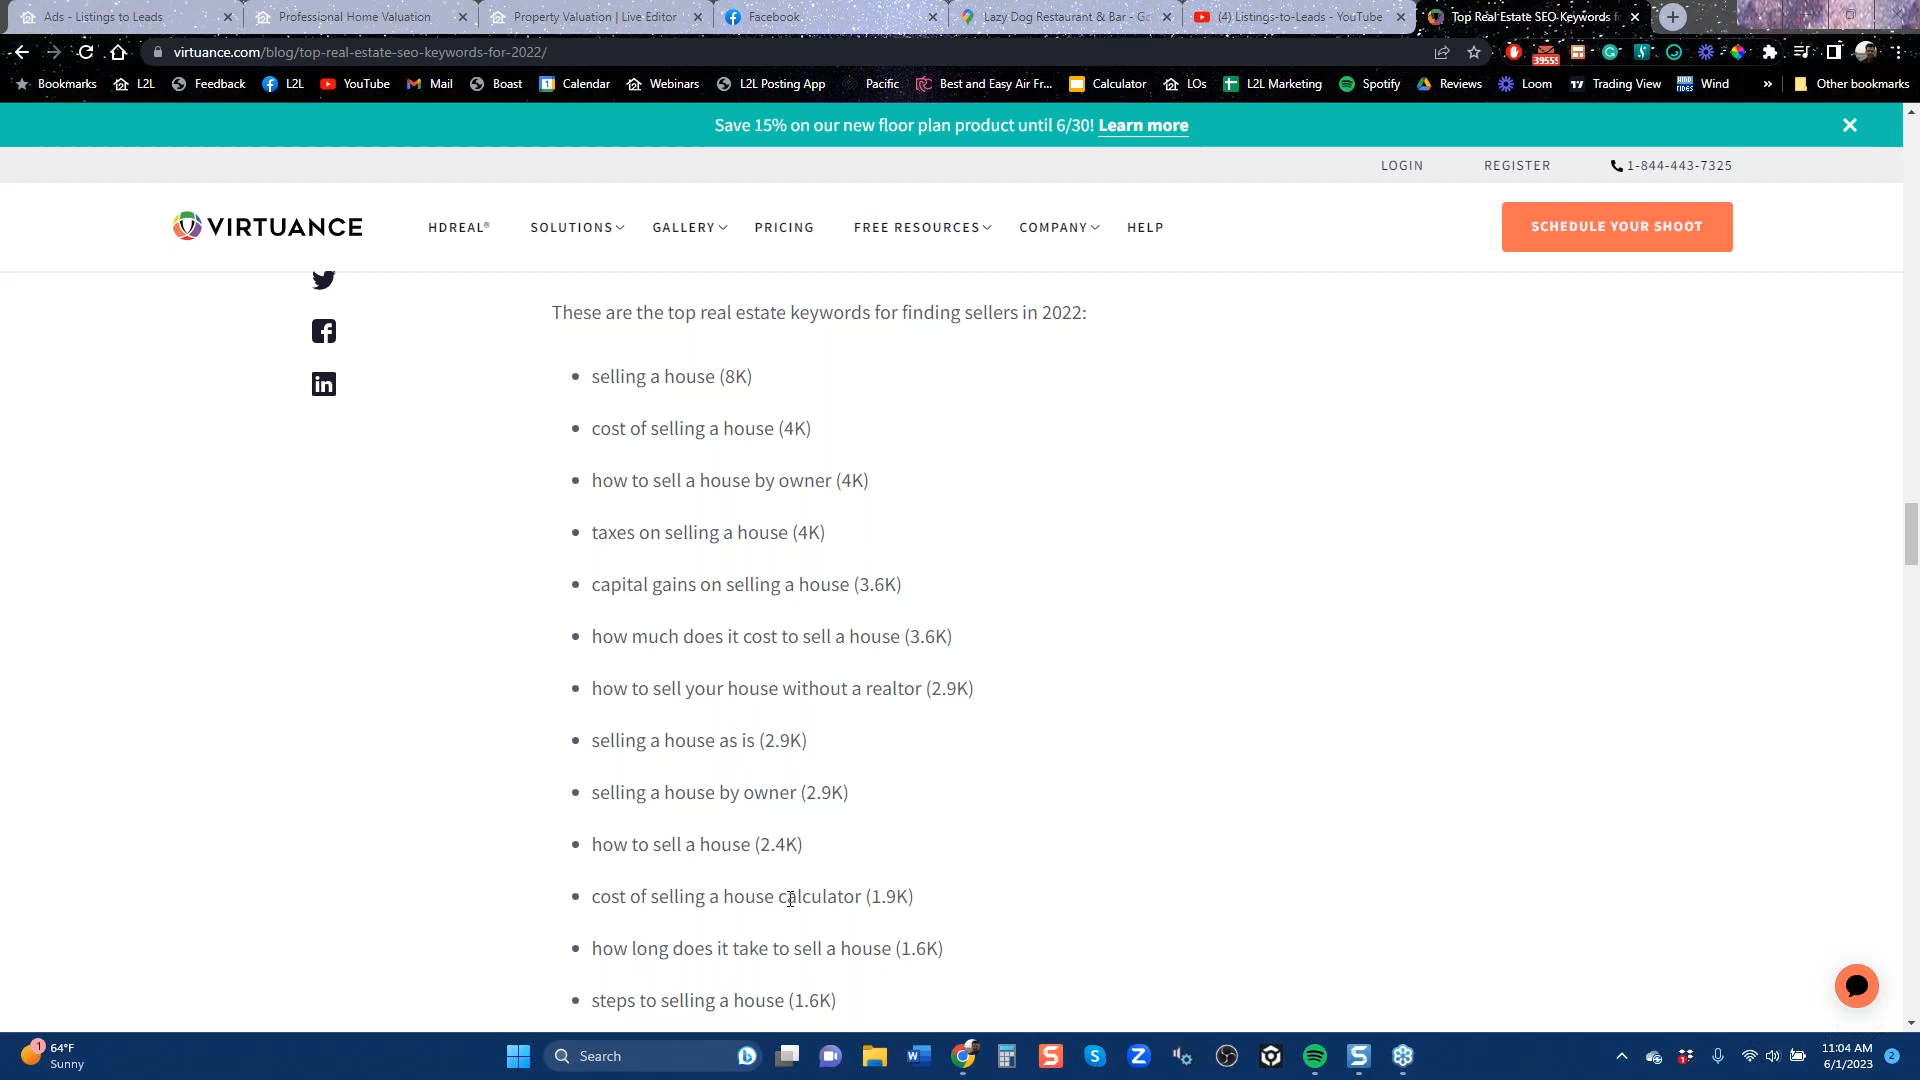 Ads - Listings to Leads
Professional Home Valuation
Property Valuation | Live Editor
Facebook
Lazy Dog Restaurant & Bar - Go
(4) Listings-to-Leads - YouTube
Top Real Estate SEO Keywords fo
virtuance.com/blog/top-real-estate-seo-keywords-for-2022/
39555
Bookmarks
L2L
Feedback
L2L
YouTube
Mail
Boast
Calendar
Webinars
L2L Posting App
Pacific
Best and Easy Air Fr...
Calculator
LOs
L2L Marketing
Spotify
Reviews
Loom
Trading View
Wind
»
Other bookmarks
Save 15% on our new floor plan product until 6/30! Learn more
LOGIN
REGISTER
1-844-443-7325
VIRTUANCE
HDREAL®
SOLUTIONS
GALLERY
PRICING
FREE RESOURCES
COMPANY
HELP
SCHEDULE YOUR SHOOT
These are the top real estate keywords for finding sellers in 2022:
• selling a house (8K)
• cost of selling a house (4K)
• how to sell a house by owner (4K)
• taxes on selling a house (4K)
• capital gains on selling a house (3.6K)
• how much does it cost to sell a house (3.6K)
• how to sell your house without a realtor (2.9K)
• selling a house as is (2.9K)
• selling a house by owner (2.9K)
• how to sell a house (2.4K)
• cost of selling a house calculator (1.9K)
• how long does it take to sell a house (1.6K)
• steps to selling a house (1.6K)
1
64°F
Sunny
Search
11:04 AM
6/1/2023
2